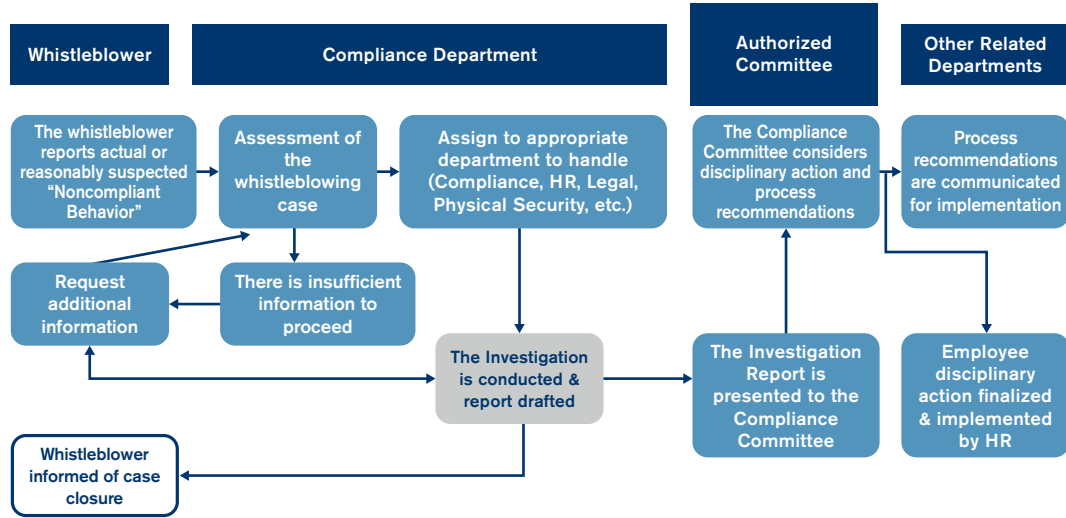 Whistleblower
Compliance Department
Authorized
Committee
Other Related
Departments
The whistleblower
reports actual or
reasonably suspected
“Noncompliant
Behavior”
Assessment of
the
whistleblowing
case
Assign to appropriate
department to handle
(Compliance, HR, Legal,
Physical Security, etc.)
The Compliance
Committee considers
disciplinary action and
process
recommendations
Process
recommendations
are communicated
for implementation
Request
additional
information
There is insufficient
information to
proceed
The Investigation
is conducted &
report drafted
The Investigation
Report is
presented to the
Compliance
Committee
Employee
disciplinary
action finalized
& implemented
by HR
Whistleblower
informed of case
closure